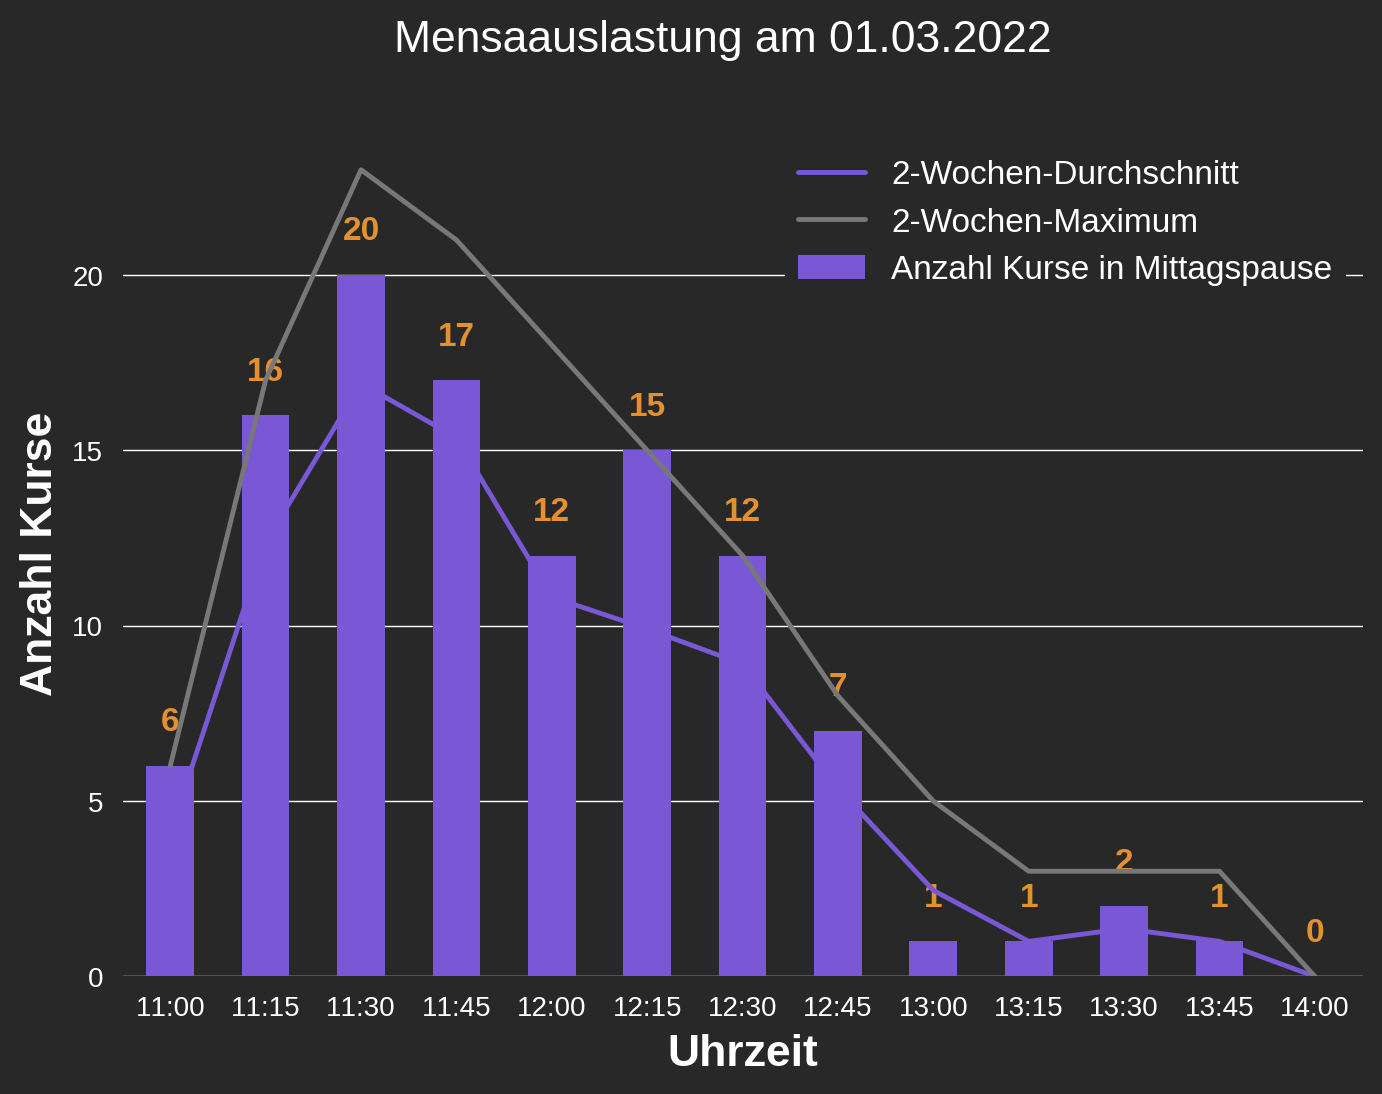 Mensaauslastung am 01.03.2022
2-Wochen-Durchschnitt
2-Wochen-Maximum
Anzahl Kurse in Mittagspause
Anzahl Kurse
20
15
10
5
0
6
16
20
17
12
15
12
7
1
1
2
1
0
11:00 11:15 11:30 11:45 12:00 12:15 12:30 12:45 13:00 13:15 13:30 13:45 14:00
Uhrzeit